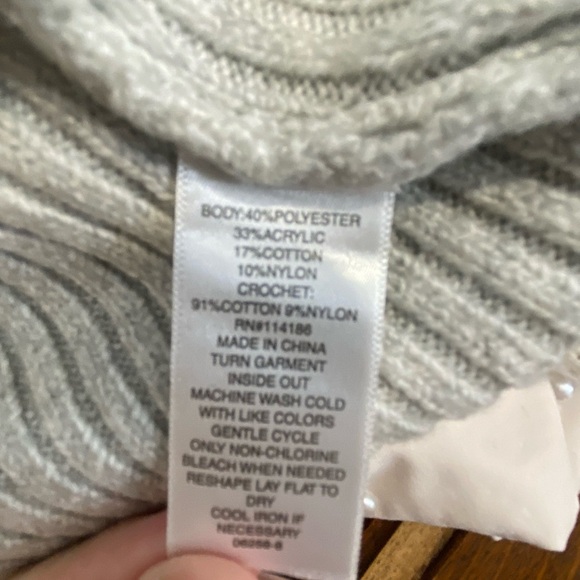 BODY:40%POLYESTER
33%ACRYLIC
17%COTTON
10%NYLON
CROCHET:
91%COTTON 9%NYLON
RN#114186
MADE IN CHINA
TURN GARMENT
INSIDE OUT
MACHINE WASH COLD
WITH LIKE COLORS
GENTLE CYCLE
ONLY NON-CHLORINE
BLEACH WHEN NEEDED
RESHAPE LAY FLAT TO
DRY
COOL IRON IF
NECESSARY